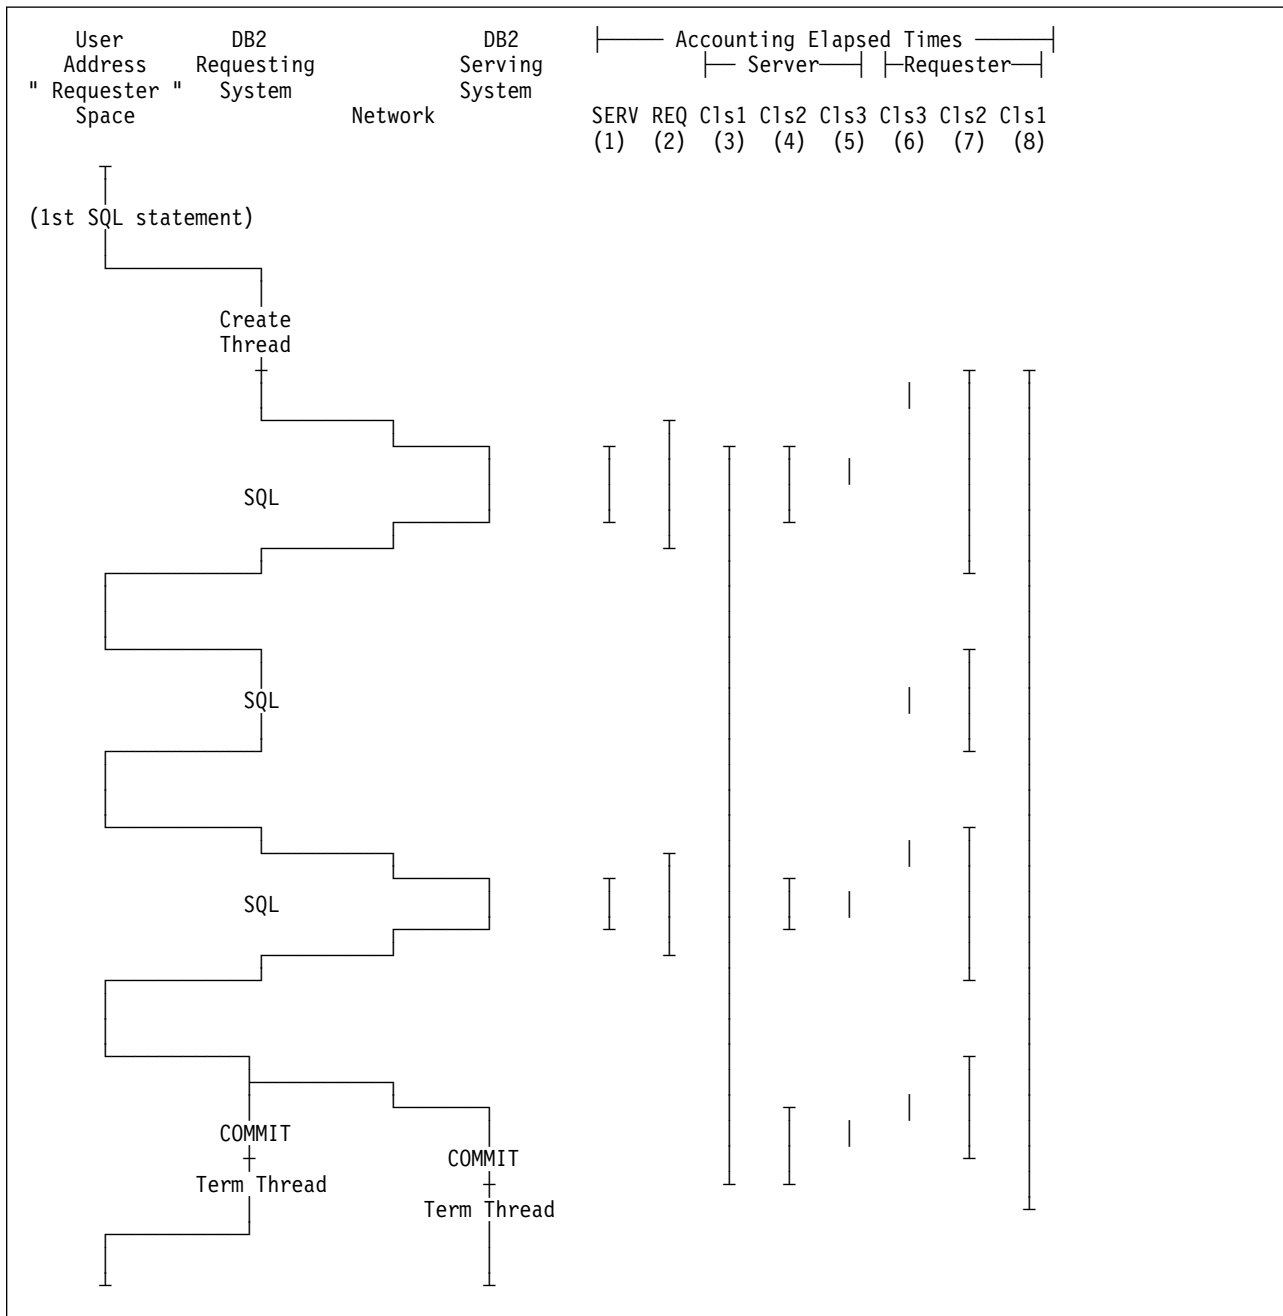 User DB2 DB2 Accounting Elapsed Times
Address Requesting Serving Server Requester
" Requester " System System
Space Network SERV REQ Cls1 Cls2 Cls3 Cls3 Cls2 Cls1
(1) (2) (3) (4) (5) (6) (7) (8)
(1st SQL statement)
Create
Thread
SQL
SQL
SQL
COMMIT
COMMIT
Term Thread
Term Thread